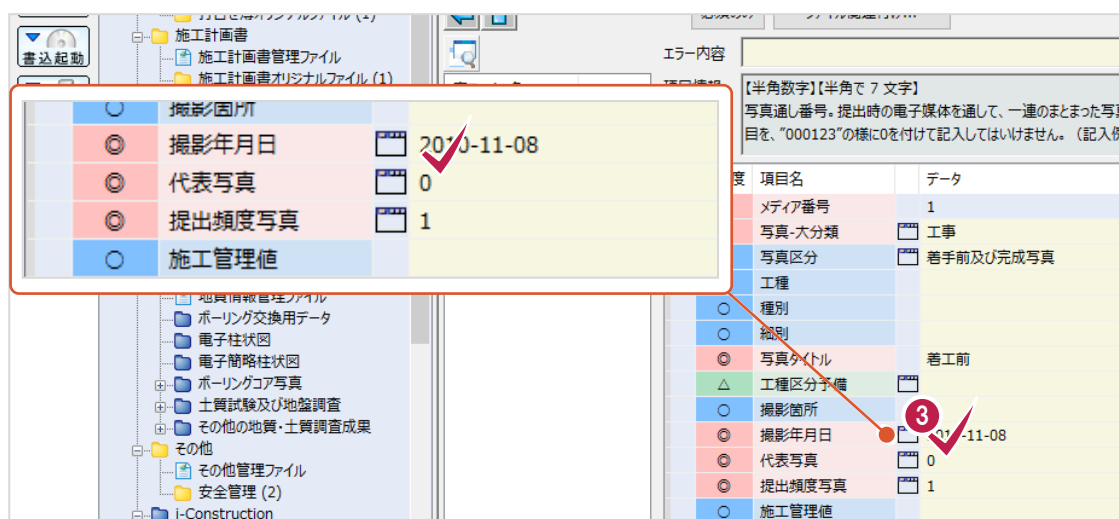 施工計画書
施工計画書管理ファイル
施工計画書オリジナルファイル (1)
書込起動
エラー内容
【半角数字】【半角で 7 文字】
写真通し番号。提出時の電子媒体を通して、一連のまとまった写真
目を、"000123"の様に0を付けて記入してはいけません。（記入例
撮影箇所
◎ 撮影年月日 2010-11-08
◎ 代表写真 0
◎ 提出頻度写真 1
○ 施工管理値
地質情報管理ファイル
ボーリング交換用データ
電子柱状図
電子簡略柱状図
ボーリングコア写真
土質試験及び地盤調査
その他の地質・土質調査成果
その他
その他管理ファイル
安全管理 (2)
i-Construction
度 項目名 データ
メディア番号 1
写真-大分類 工事
写真区分 着手前及び完成写真
工種
○ 種別
○ 細別
◎ 写真タイトル 着工前
△ 工種区分予備
○ 撮影箇所
3
◎ 撮影年月日 2010-11-08
◎ 代表写真 0
◎ 提出頻度写真 1
○ 施工管理値